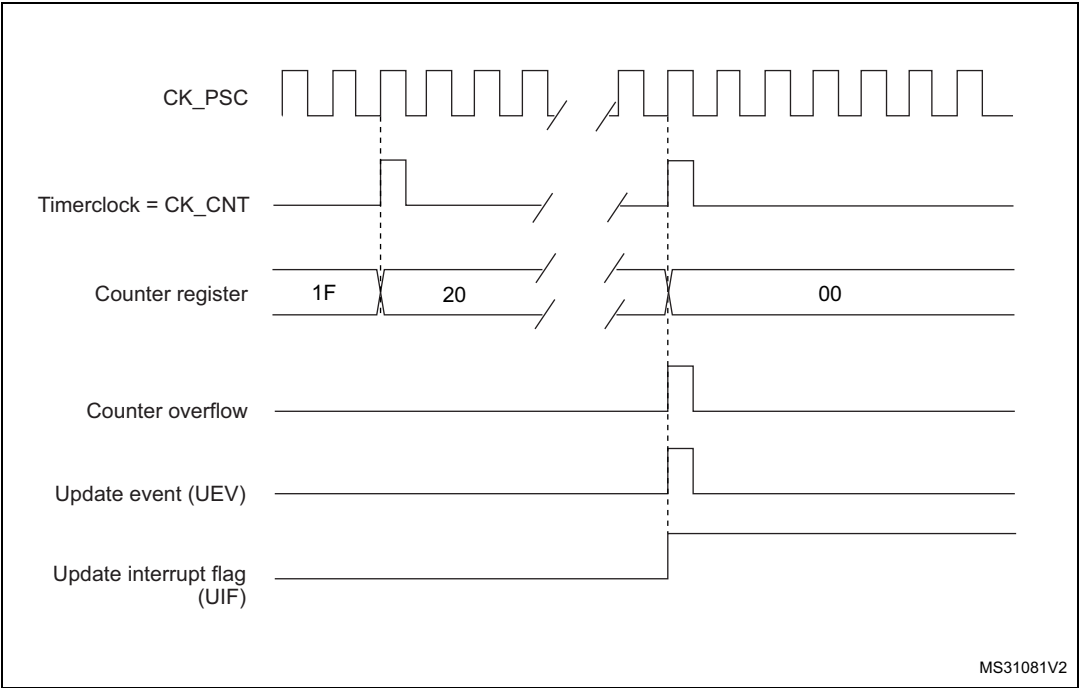 CK_PSC
Timerclock = CK_CNT
Counter register
1F
20
00
Counter overflow
Update event (UEV)
Update interrupt flag
(UIF)
MS31081V2